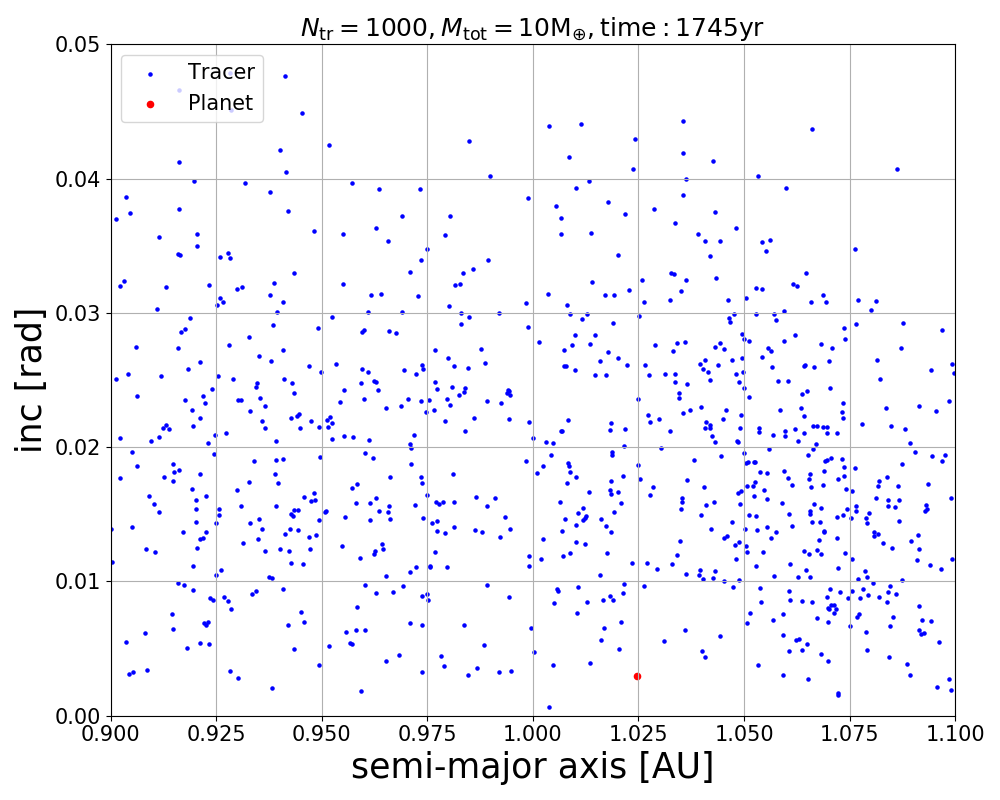 N_tr = 1000, M_tot = 10M_⊕, time : 1745yr
Tracer
Planet
inc [rad]
0.05
0.04
0.03
0.02
0.01
0.00
0.900 0.925 0.950 0.975 1.000 1.025 1.050 1.075 1.100
semi-major axis [AU]